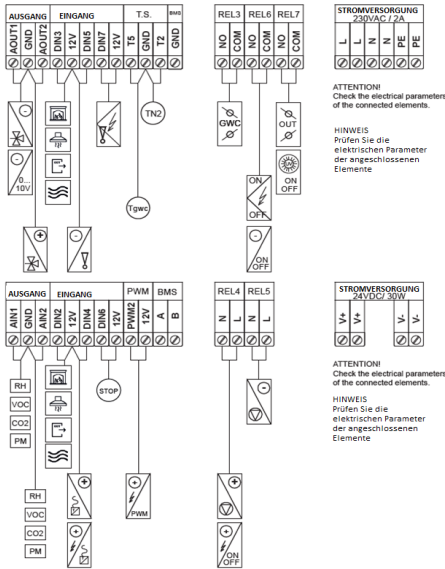 AUSGANG EINGANG T.S. BMS
AOUT1 GND AOUT2 DIN3 12V DIN5 DIN7 12V T5 GND T2 GND
REL3 REL6 REL7
NO COM NO COM NO COM
STROMVERSORGUNG
230VAC / 2A
L L N N PE PE
ATTENTION!
Check the electrical parameters
of the connected elements.
HINWEIS
Prüfen Sie die
elektrischen Parameter
der angeschlossenen
Elemente
0...
10V
TN2
Tgwc
GWC
OUT
ON
OFF
ON
OFF
ON
OFF
AUSGANG EINGANG PWM BMS
AIN1 GND AIN2 DIN2 12V DIN4 DIN6 12V PWM2 12V A B
REL4 REL5
N L N L
STROMVERSORGUNG
24VDC/ 30W
V+ V+ V- V-
ATTENTION!
Check the electrical parameters
of the connected elements.
HINWEIS
Prüfen Sie die
elektrischen Parameter
der angeschlossenen
Elemente
RH
VOC
CO2
PM
RH
VOC
CO2
PM
STOP
PWM
ON
OFF